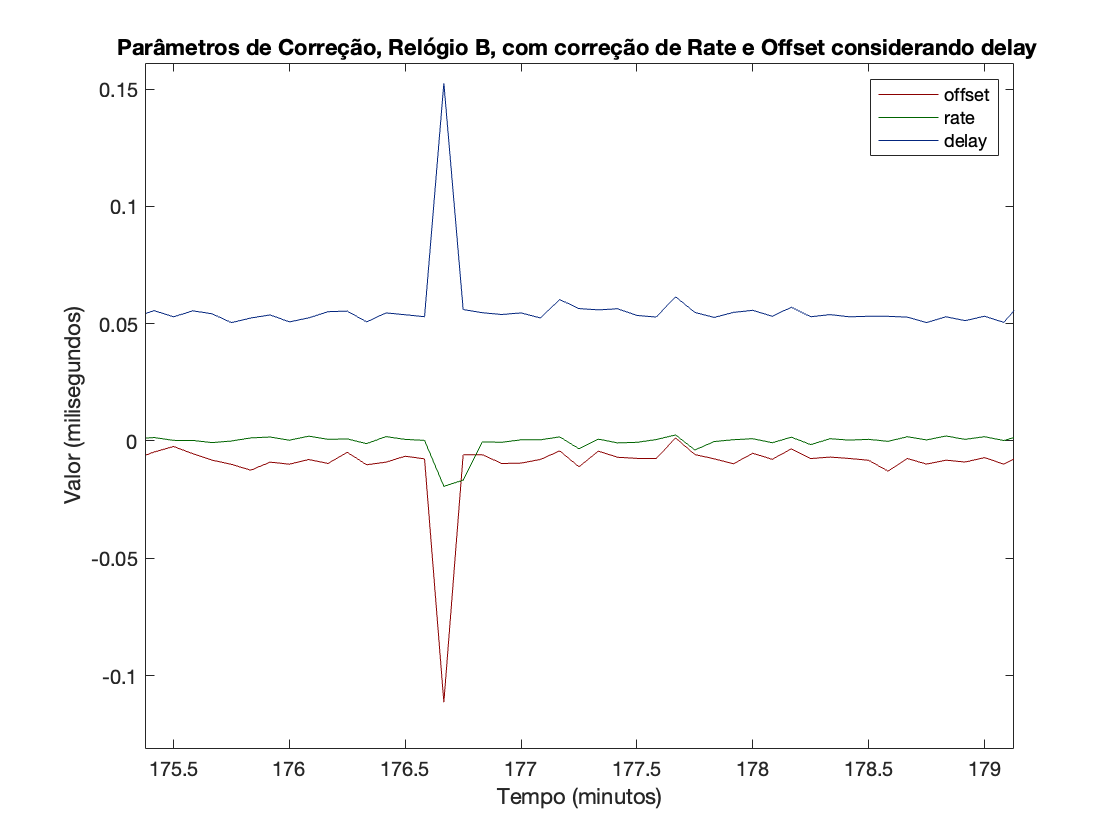 Parâmetros de Correção, Relógio B, com correção de Rate e Offset considerando delay
offset
rate
delay
0.15
0.1
0.05
0
-0.05
-0.1
Valor (milisegundos)
175.5 176 176.5 177 177.5 178 178.5 179
Tempo (minutos)